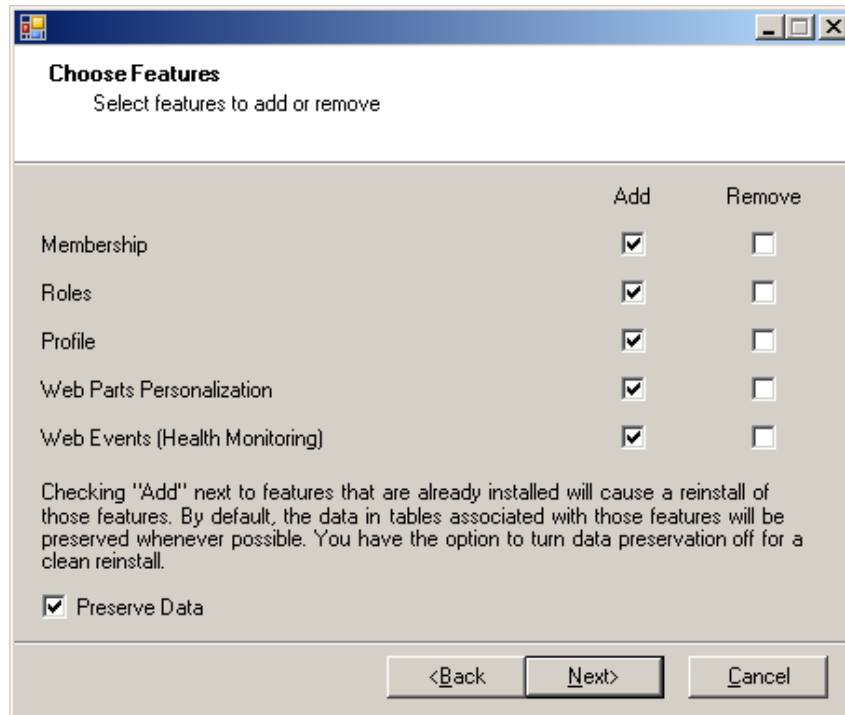 Choose Features
Select features to add or remove
Add Remove
Membership
Roles
Profile
Web Parts Personalization
Web Events (Health Monitoring)
Checking "Add" next to features that are already installed will cause a reinstall of
those features. By default, the data in tables associated with those features will be
preserved whenever possible. You have the option to turn data preservation off for a
clean reinstall.
Preserve Data
<Back Next> Cancel